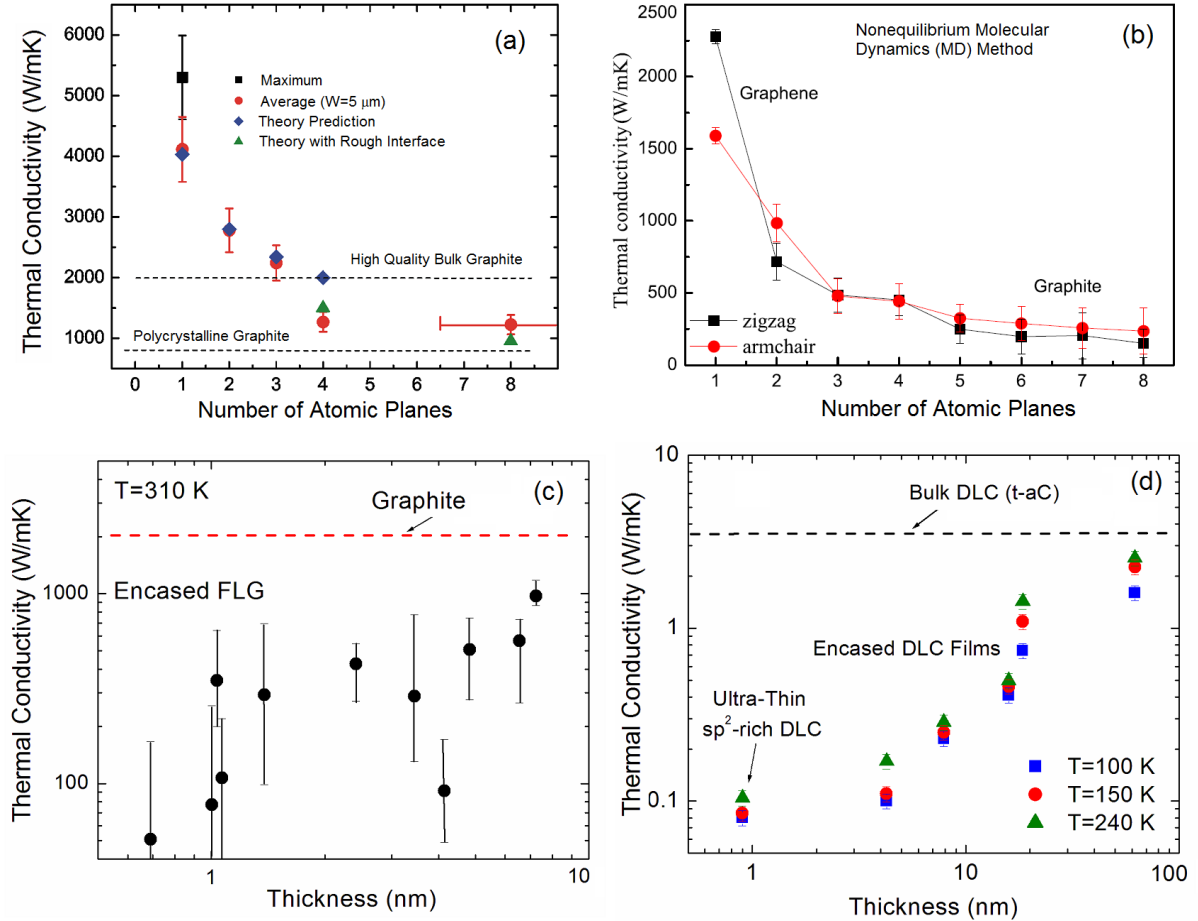 (a)
Thermal Conductivity (W/mK)
6000
5000
4000
3000
2000
1000
Maximum
Average (W=5 μm)
Theory Prediction
Theory with Rough Interface
High Quality Bulk Graphite
Polycrystalline Graphite
0 1 2 3 4 5 6 7 8
Number of Atomic Planes
(b)
Thermal conductivity (W/mK)
2500
2000
1500
1000
500
0
Nonequilibrium Molecular
Dynamics (MD) Method
Graphene
Graphite
zigzag
armchair
1 2 3 4 5 6 7 8
Number of Atomic Planes
(c)
T=310 K
Graphite
Thermal Conductivity (W/mK)
1000
100
Encased FLG
1 10
Thickness (nm)
(d)
Thermal Conductivity (W/mK)
10
1
0.1
Bulk DLC (t-aC)
Encased DLC Films
Ultra-Thin
sp²-rich DLC
T=100 K
T=150 K
T=240 K
1 10 100
Thickness (nm)